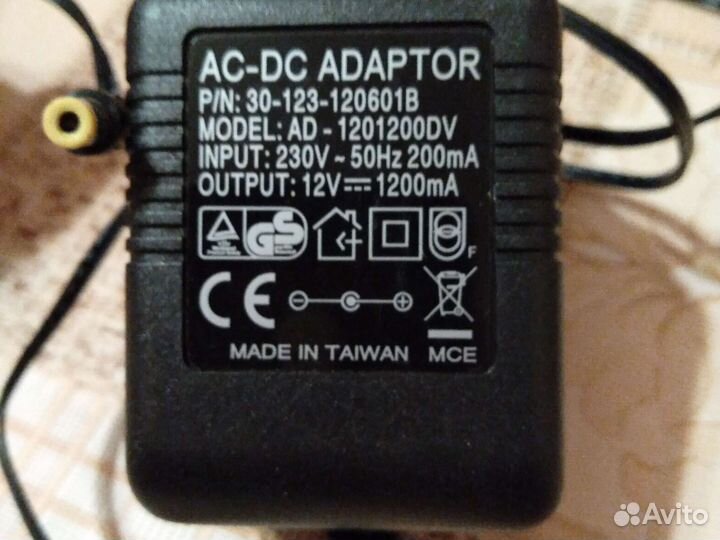 AC-DC ADAPTOR
P/N: 30-123-120601B
MODEL: AD - 1201200DV
INPUT: 230V ~ 50Hz 200mA
OUTPUT: 12V⎓1200mA
GS
F
CE
MADE IN TAIWAN MCE
Avito